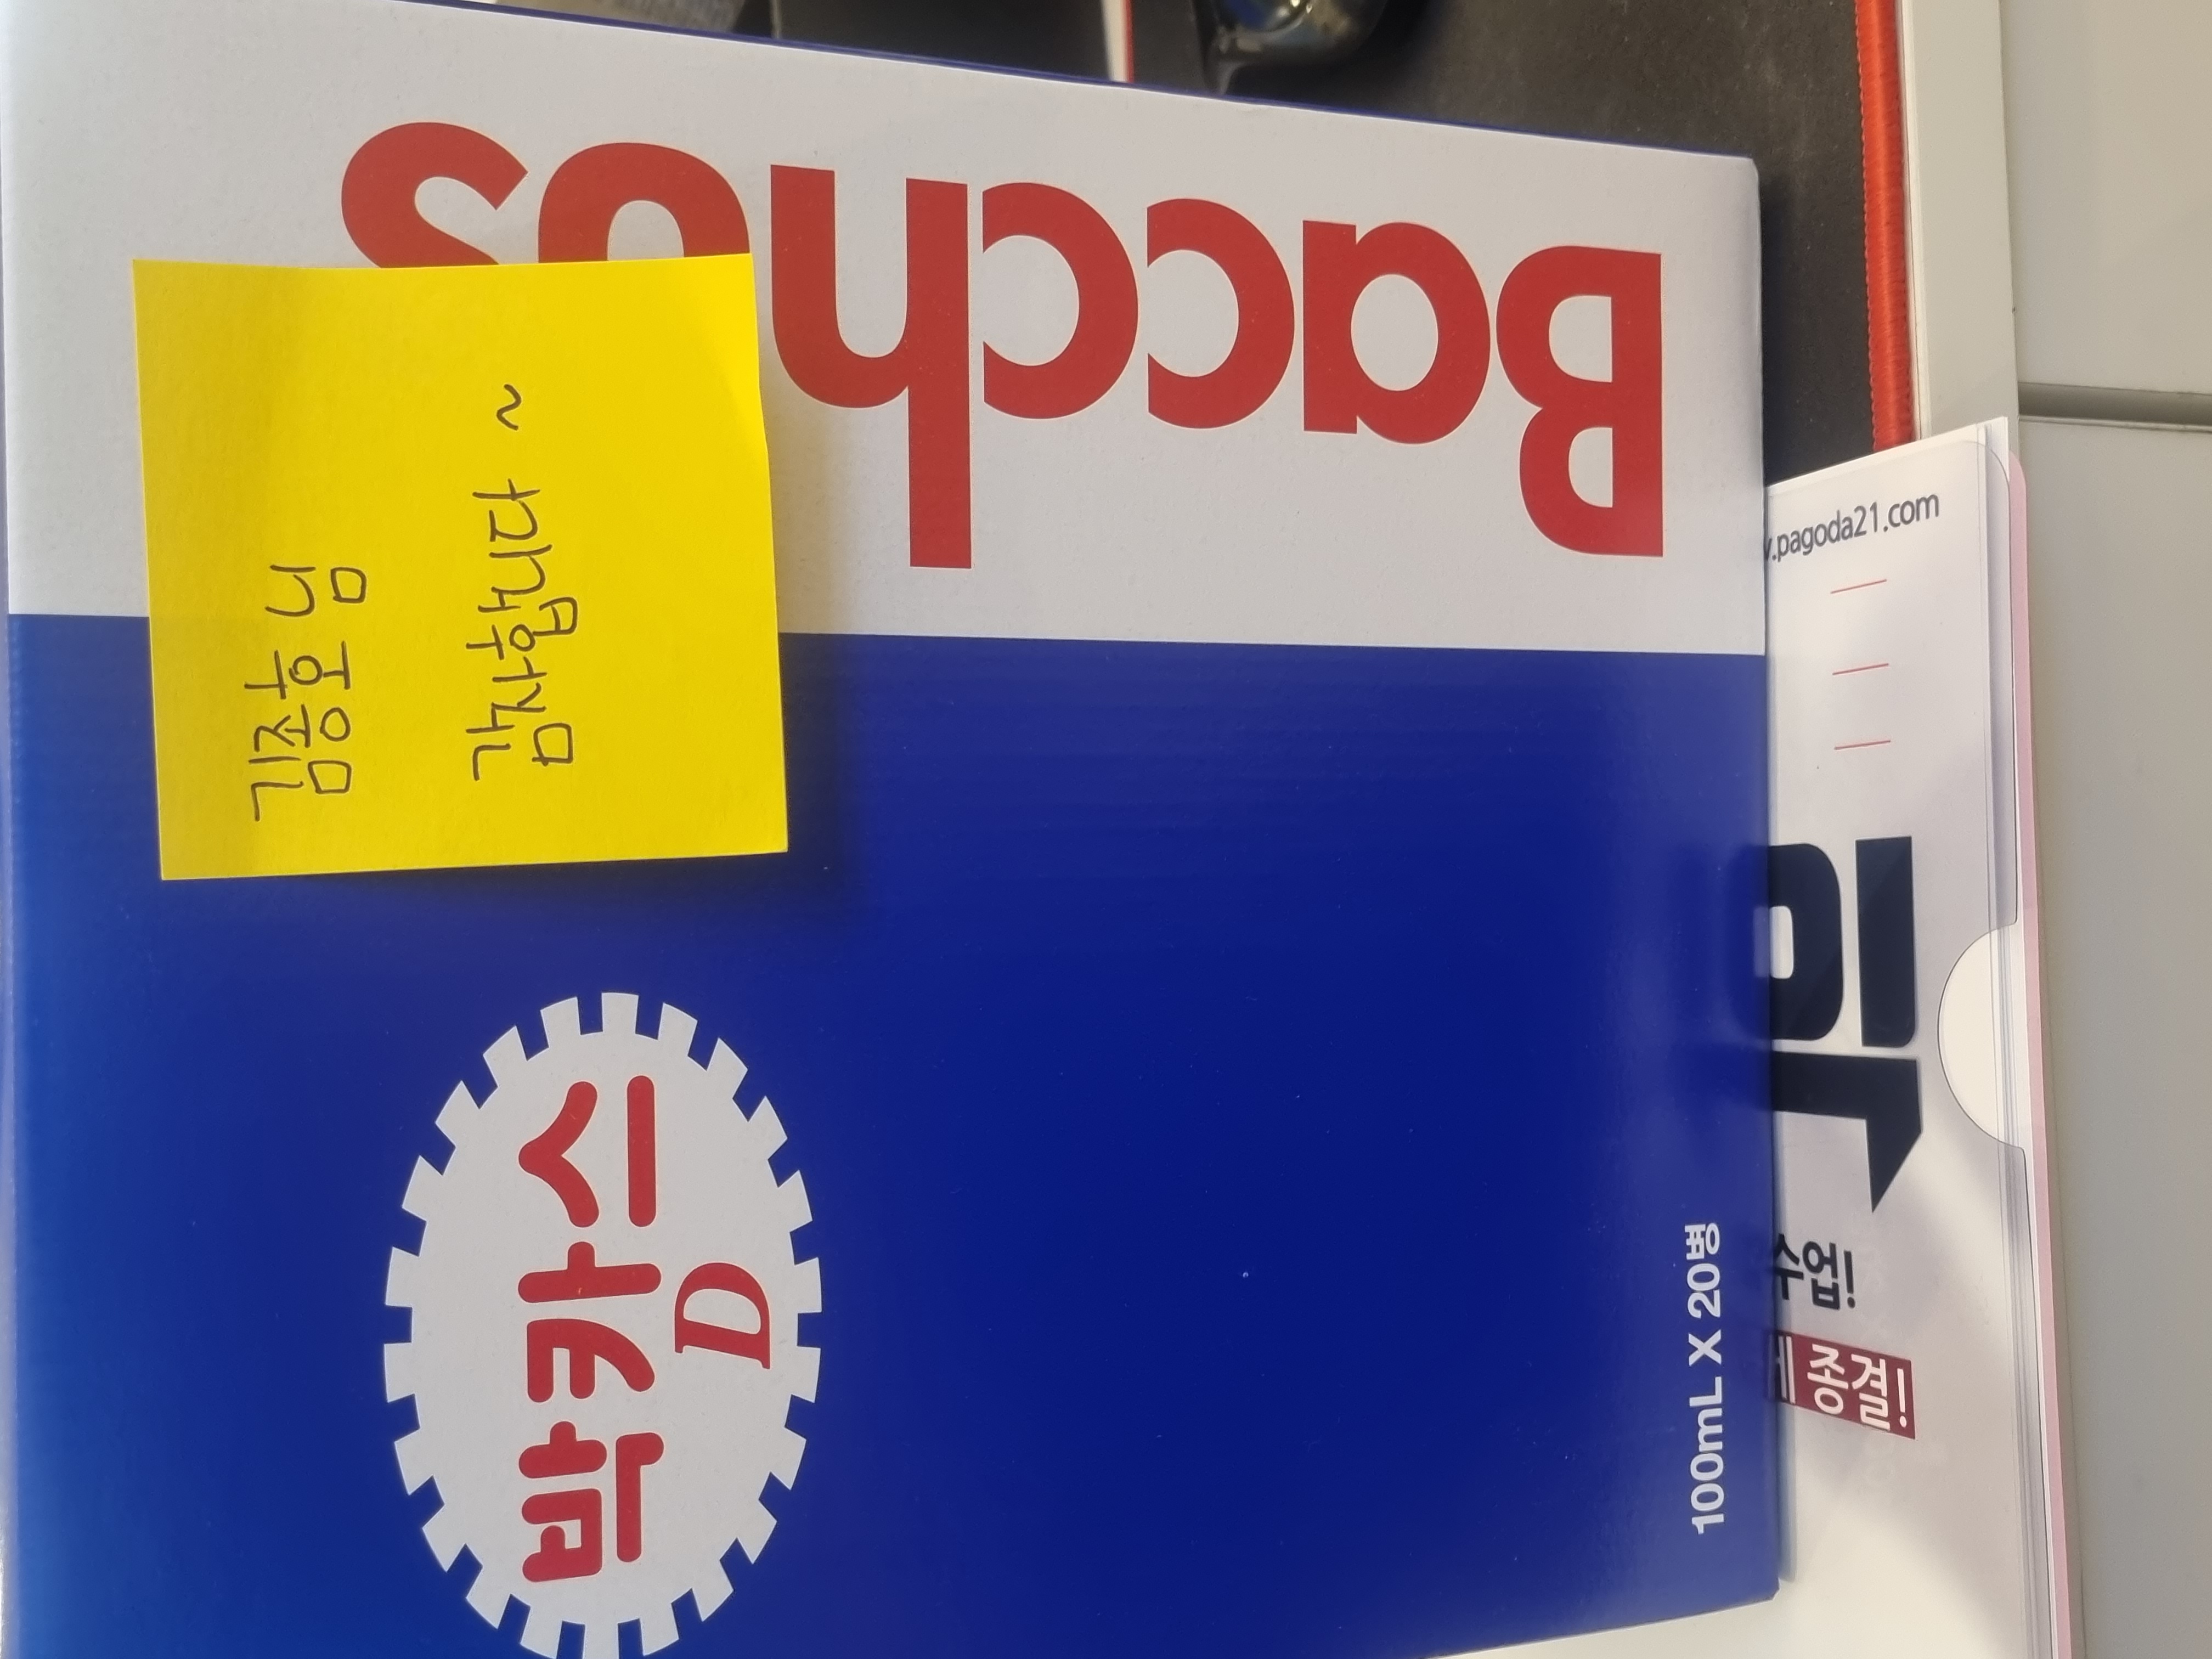 Bacchus
김종호 님
감사합니다 ~
박카스
D
100mL X 20병
.pagoda21.com
수업!
종결!